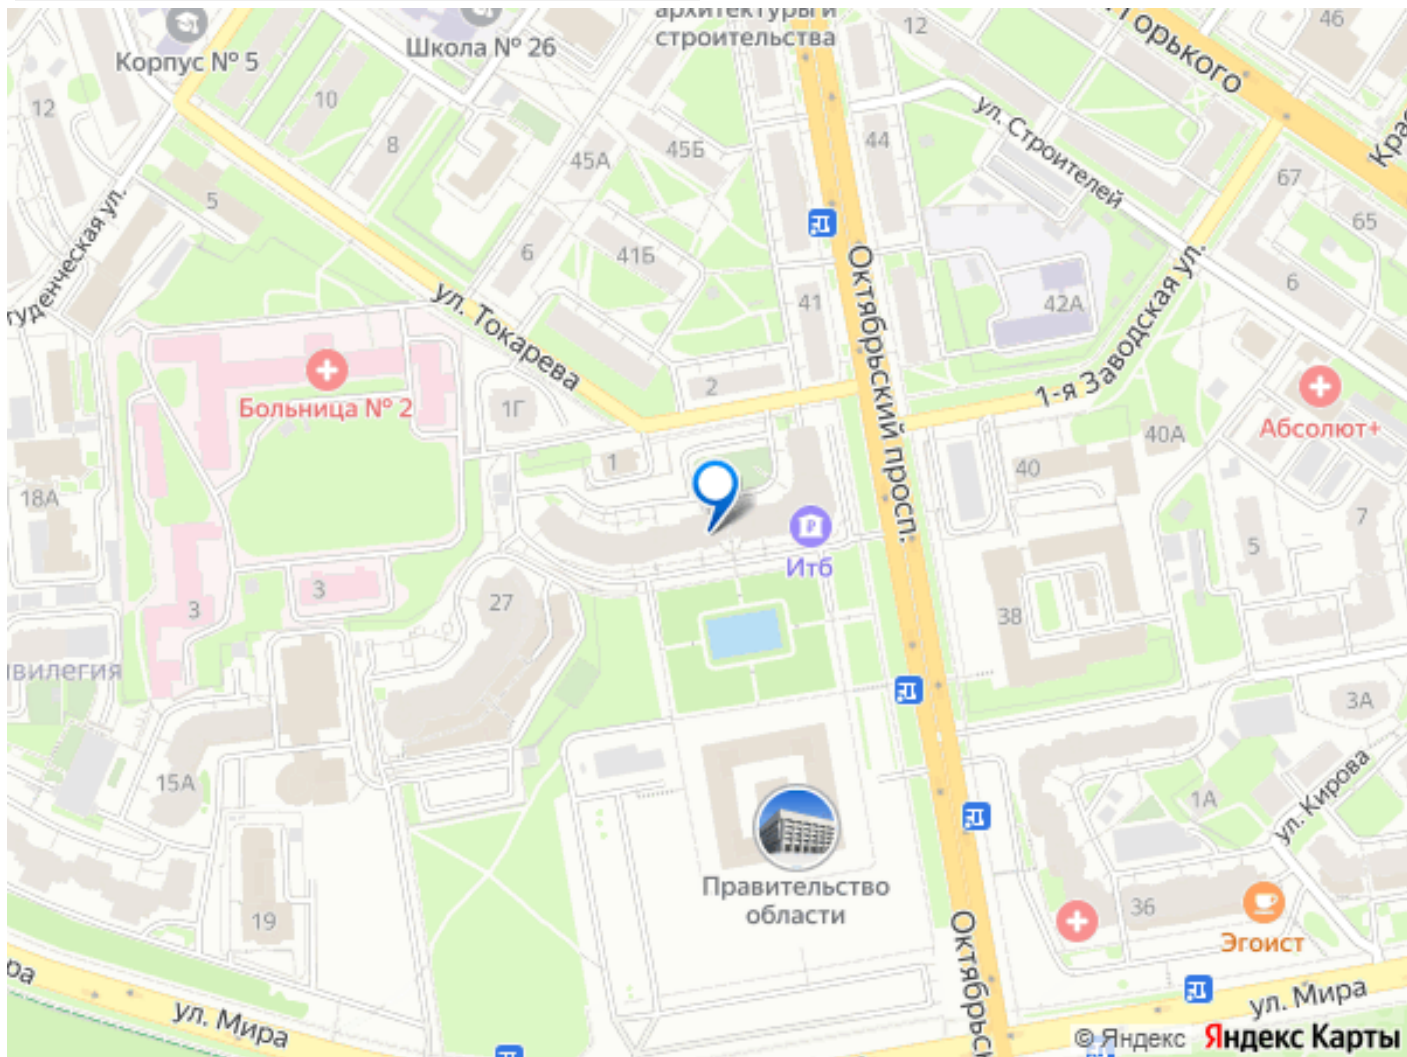 архитектуры и
строительства
12
46
Горького
Корпус № 5
Школа № 26
12
10
8
45А
45Б
44
ул. Строителей
67
65
5
6
41Б
41
42А
6
ул. Токарева
Октябрьский просп.
1-я Заводская ул.
Больница № 2
1Г
2
40А
Абсолют+
1
40
18А
7
5
Итб
3
3
27
38
3А
15А
1А
ул. Кирова
Правительство
области
19
36
Эгоист
ул. Мира
ул. Мира
© Яндекс Яндекс Карты